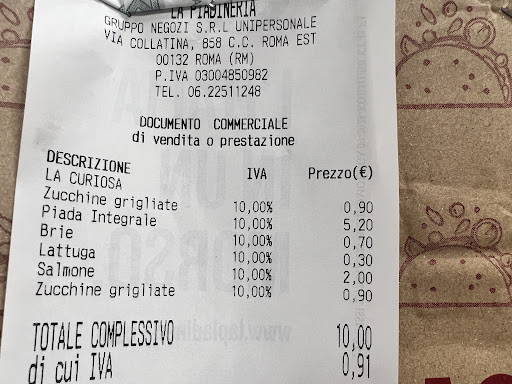 LA PIADINERIA
GRUPPO NEGOZI S.R.L UNIPERSONALE
VIA COLLATINA, 858 C.C. ROMA EST
00132 ROMA (RM)
P.IVA 03004850982
TEL. 06.22511248
DOCUMENTO COMMERCIALE
di vendita o prestazione
DESCRIZIONE IVA Prezzo(€)
LA CURIOSA
Zucchine grigliate 10,00% 0,90
Piada Integrale 10,00% 5,20
Brie 10,00% 0,70
Lattuga 10,00% 0,30
Salmone 10,00% 2,00
Zucchine grigliate 10,00% 0,90
TOTALE COMPLESSIVO 10,00
di cui IVA 0,91